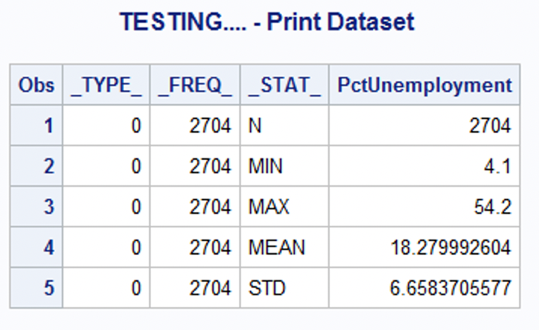 TESTING.... - Print Dataset
Obs _TYPE_ _FREQ_ _STAT_ PctUnemployment
1 0 2704 N 2704
2 0 2704 MIN 4.1
3 0 2704 MAX 54.2
4 0 2704 MEAN 18.279992604
5 0 2704 STD 6.6583705577